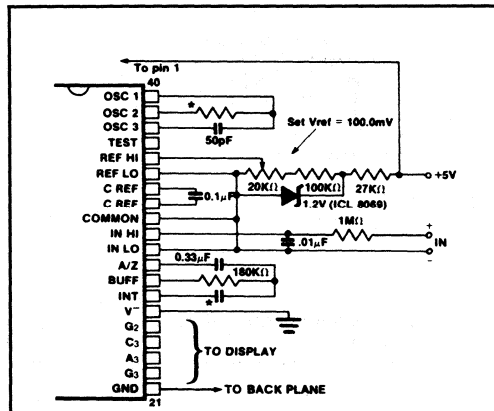 To pin 1
40
OSC 1
OSC 2
*
OSC 3
50pF
TEST
Set Vref = 100.0mV
REF HI
REF LO
20KΩ
100KΩ
27KΩ
+5V
C REF
0.1µF
1.2V (ICL 8069)
C REF
COMMON
1MΩ
+
IN HI
.01µF
IN
IN LO
−
A/Z
0.33µF
BUFF
180KΩ
INT
*
V−
G2
C3
TO DISPLAY
A3
G3
GND
TO BACK PLANE
21